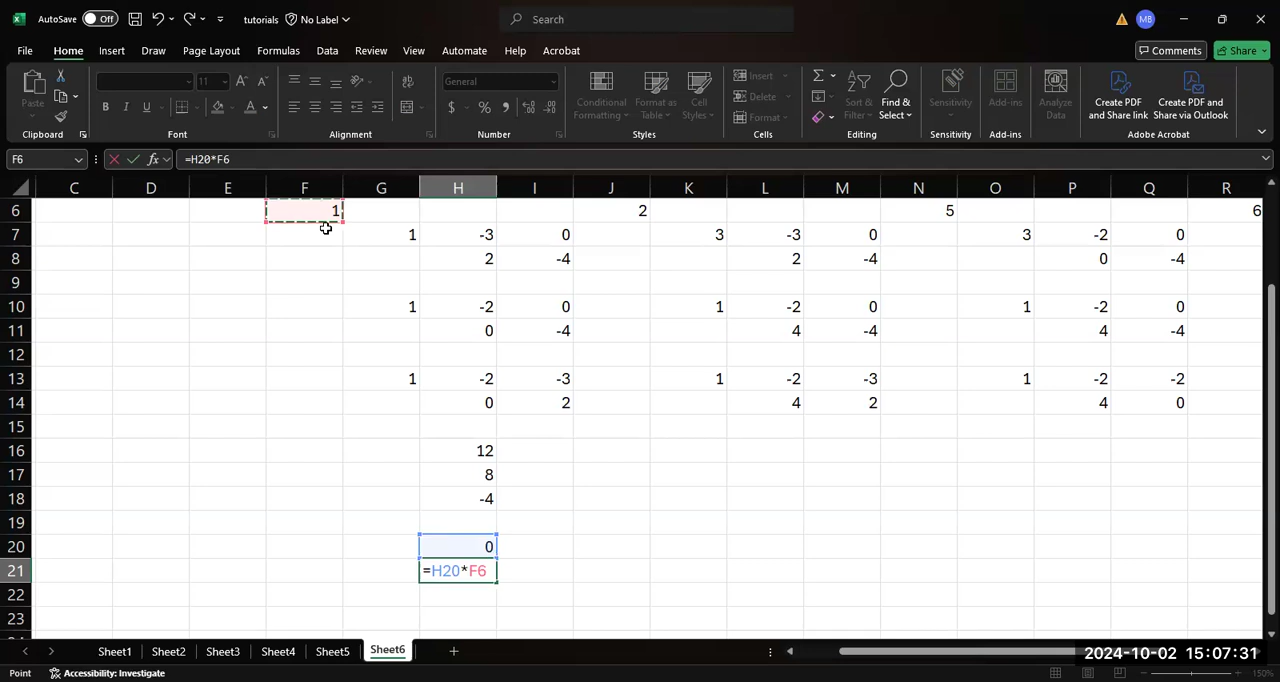 AutoSave Off tutorials No Label Search MB
File Home Insert Draw Page Layout Formulas Data Review View Automate Help Acrobat Comments Share
Paste 11 General Conditional Formatting Format as Table Cell Styles Insert Delete Format Sort & Filter Find & Select Sensitivity Add-ins Analyze Data Create PDF and Share link Create PDF and Share via Outlook
Clipboard Font Alignment Number Styles Cells Editing Sensitivity Add-ins Adobe Acrobat
F6 fx =H20*F6
C D E F G H I J K L M N O P Q R
6 1 2 5 6
7 1 -3 0 3 -3 0 3 -2 0
8 2 -4 2 -4 0 -4
9
10 1 -2 0 1 -2 0 1 -2 0
11 0 -4 4 -4 4 -4
12
13 1 -2 -3 1 -2 -3 1 -2 -2
14 0 2 4 2 4 0
15
16 12
17 8
18 -4
19
20 0
21 =H20*F6
22
23
Sheet1 Sheet2 Sheet3 Sheet4 Sheet5 Sheet6
2024-10-02 15:07:31
Point Accessibility: Investigate 150%